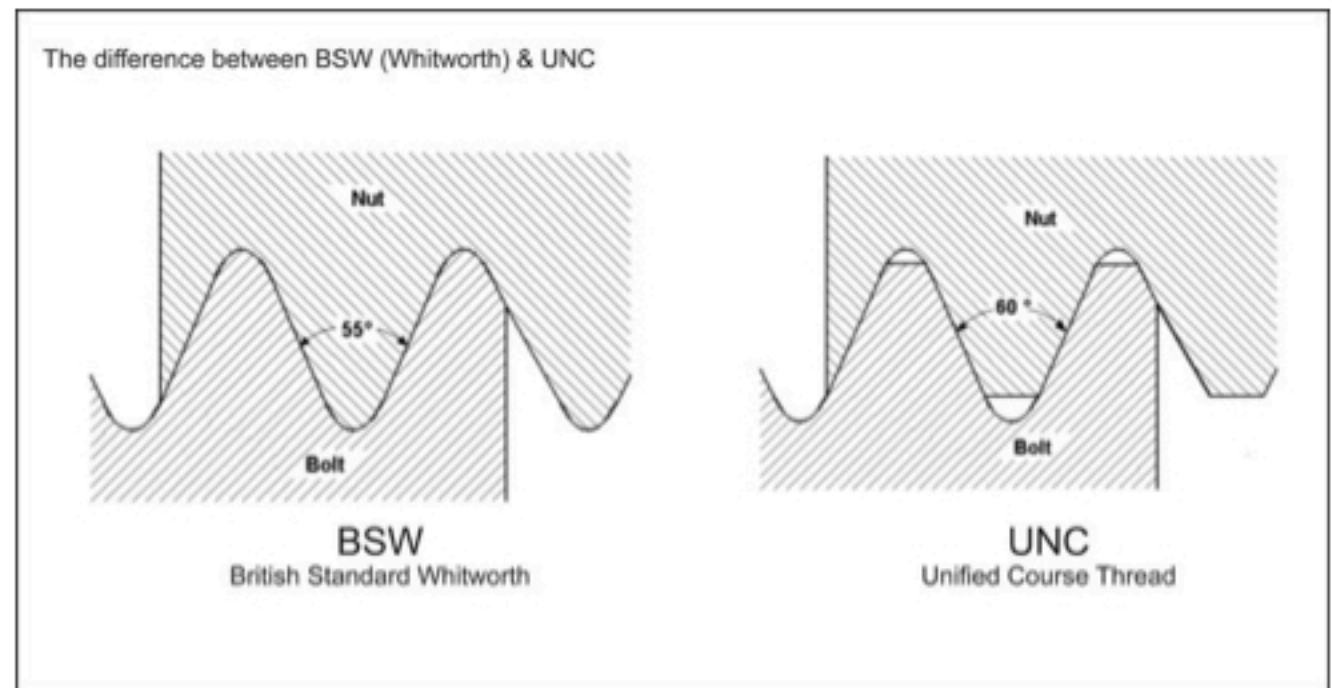 The difference between BSW (Whitworth) & UNC
Nut
55°
Bolt
BSW
British Standard Whitworth
Nut
60 °
Bolt
UNC
Unified Course Thread